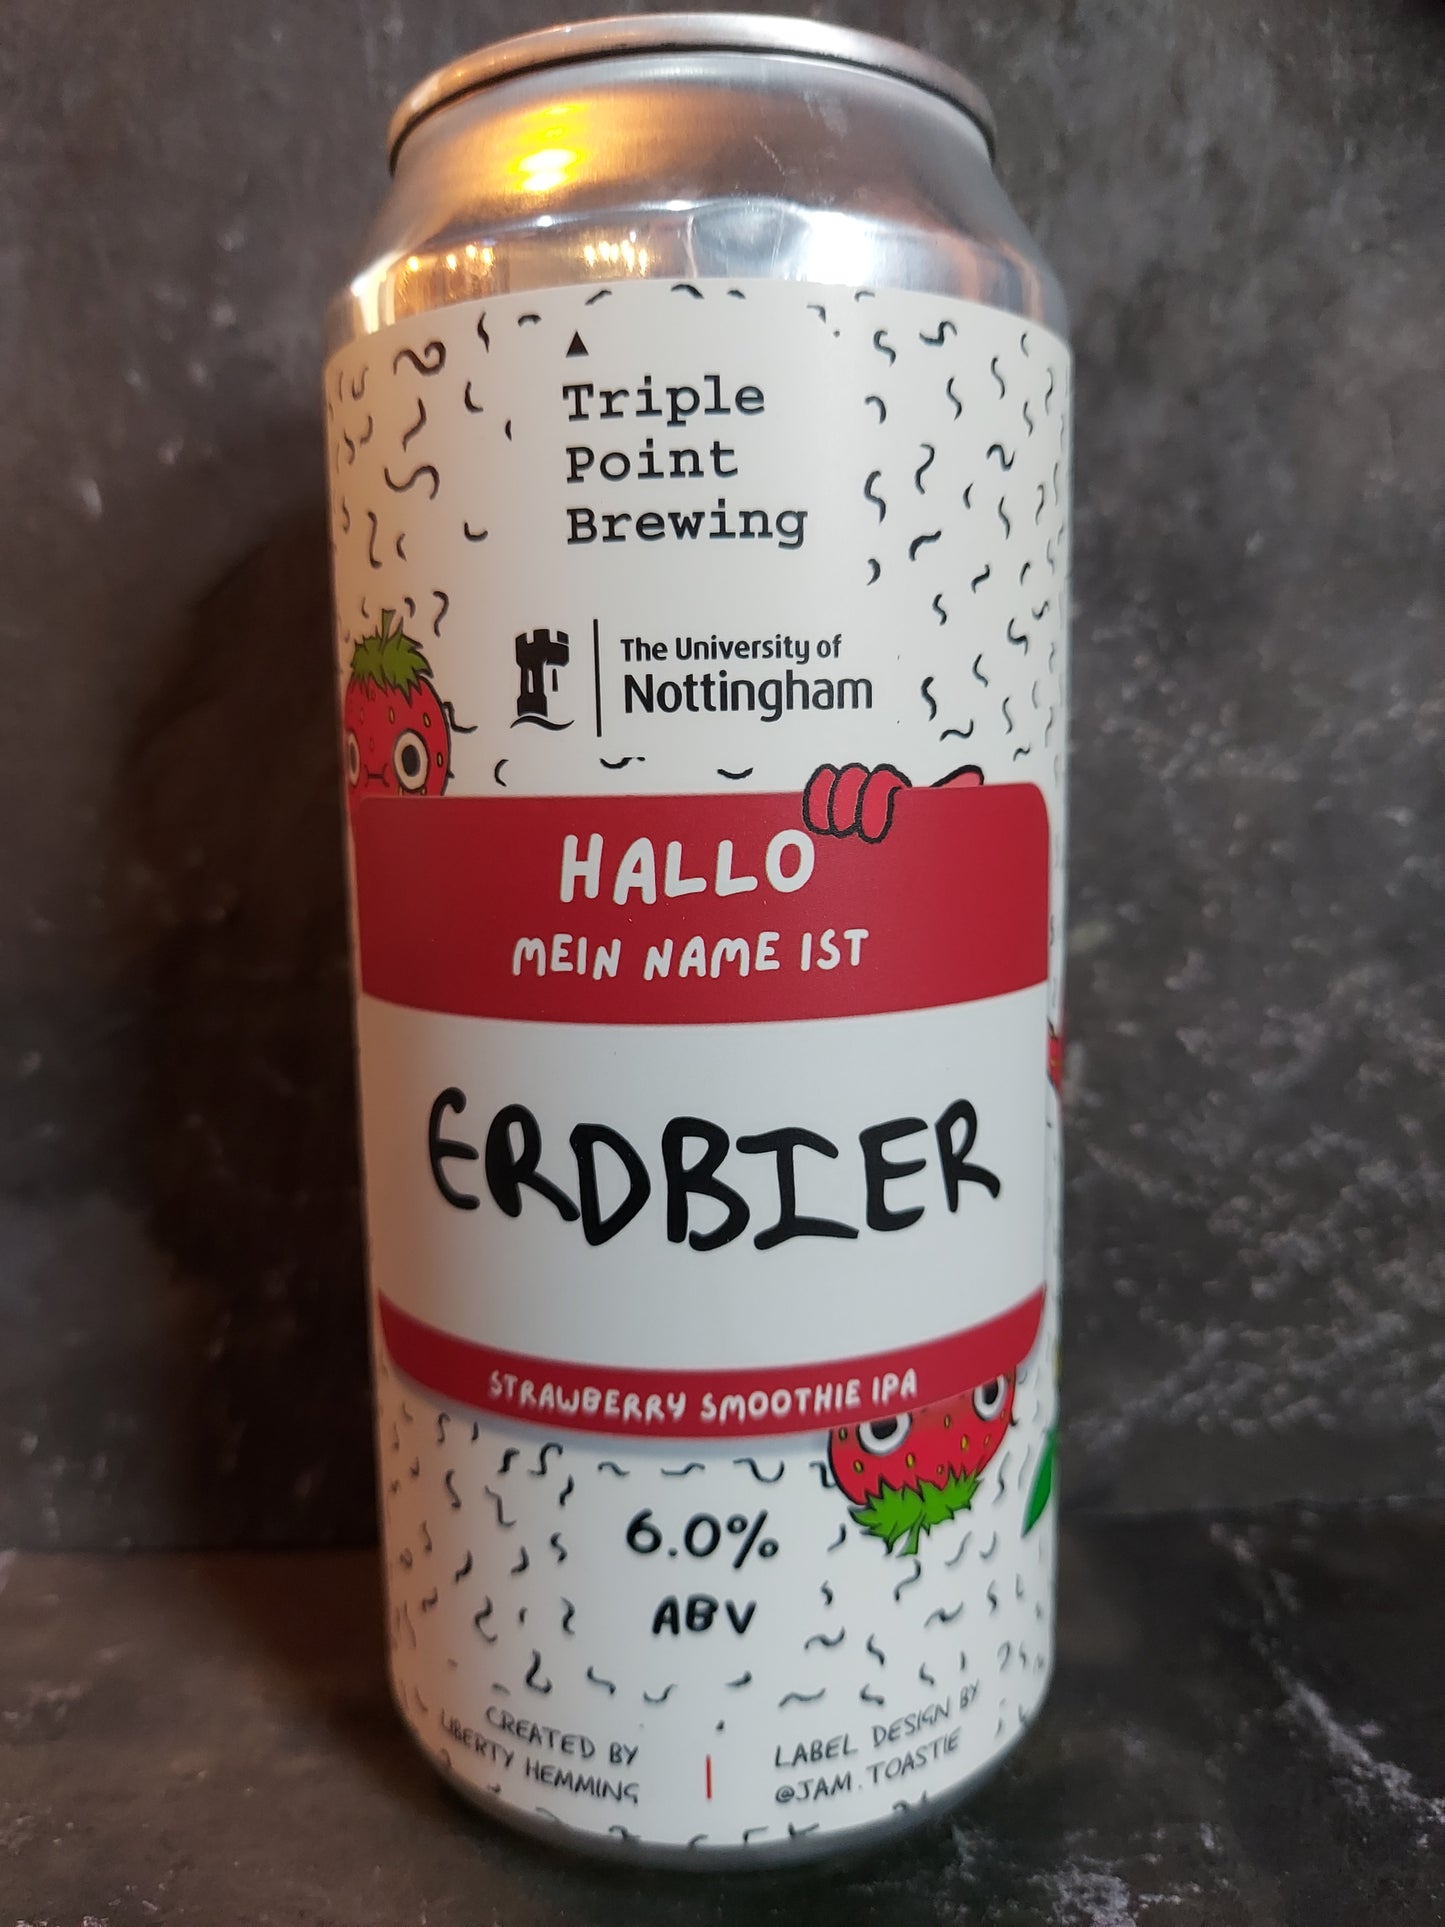 Triple
Point
Brewing
The University of
Nottingham
HALLO
MEIN NAME IST
ERDBIER
STRAWBERRY SMOOTHIE IPA
6.0%
ABV
CREATED BY
LIBERTY HEMMING
LABEL DESIGN BY
@JAM.TOASTIE